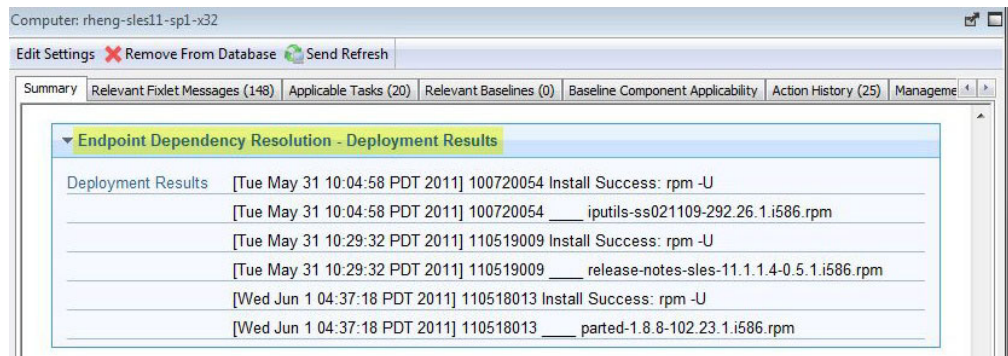 Computer: rheng-sles11-sp1-x32
Edit Settings Remove From Database Send Refresh
Summary Relevant Fixlet Messages (148) Applicable Tasks (20) Relevant Baselines (0) Baseline Component Applicability Action History (25) Manageme
Endpoint Dependency Resolution - Deployment Results
Deployment Results [Tue May 31 10:04:58 PDT 2011] 100720054 Install Success: rpm -U
[Tue May 31 10:04:58 PDT 2011] 100720054 ____ iputils-ss021109-292.26.1.i586.rpm
[Tue May 31 10:29:32 PDT 2011] 110519009 Install Success: rpm -U
[Tue May 31 10:29:32 PDT 2011] 110519009 ____ release-notes-sles-11.1.1.4-0.5.1.i586.rpm
[Wed Jun 1 04:37:18 PDT 2011] 110518013 Install Success: rpm -U
[Wed Jun 1 04:37:18 PDT 2011] 110518013 ____ parted-1.8.8-102.23.1.i586.rpm